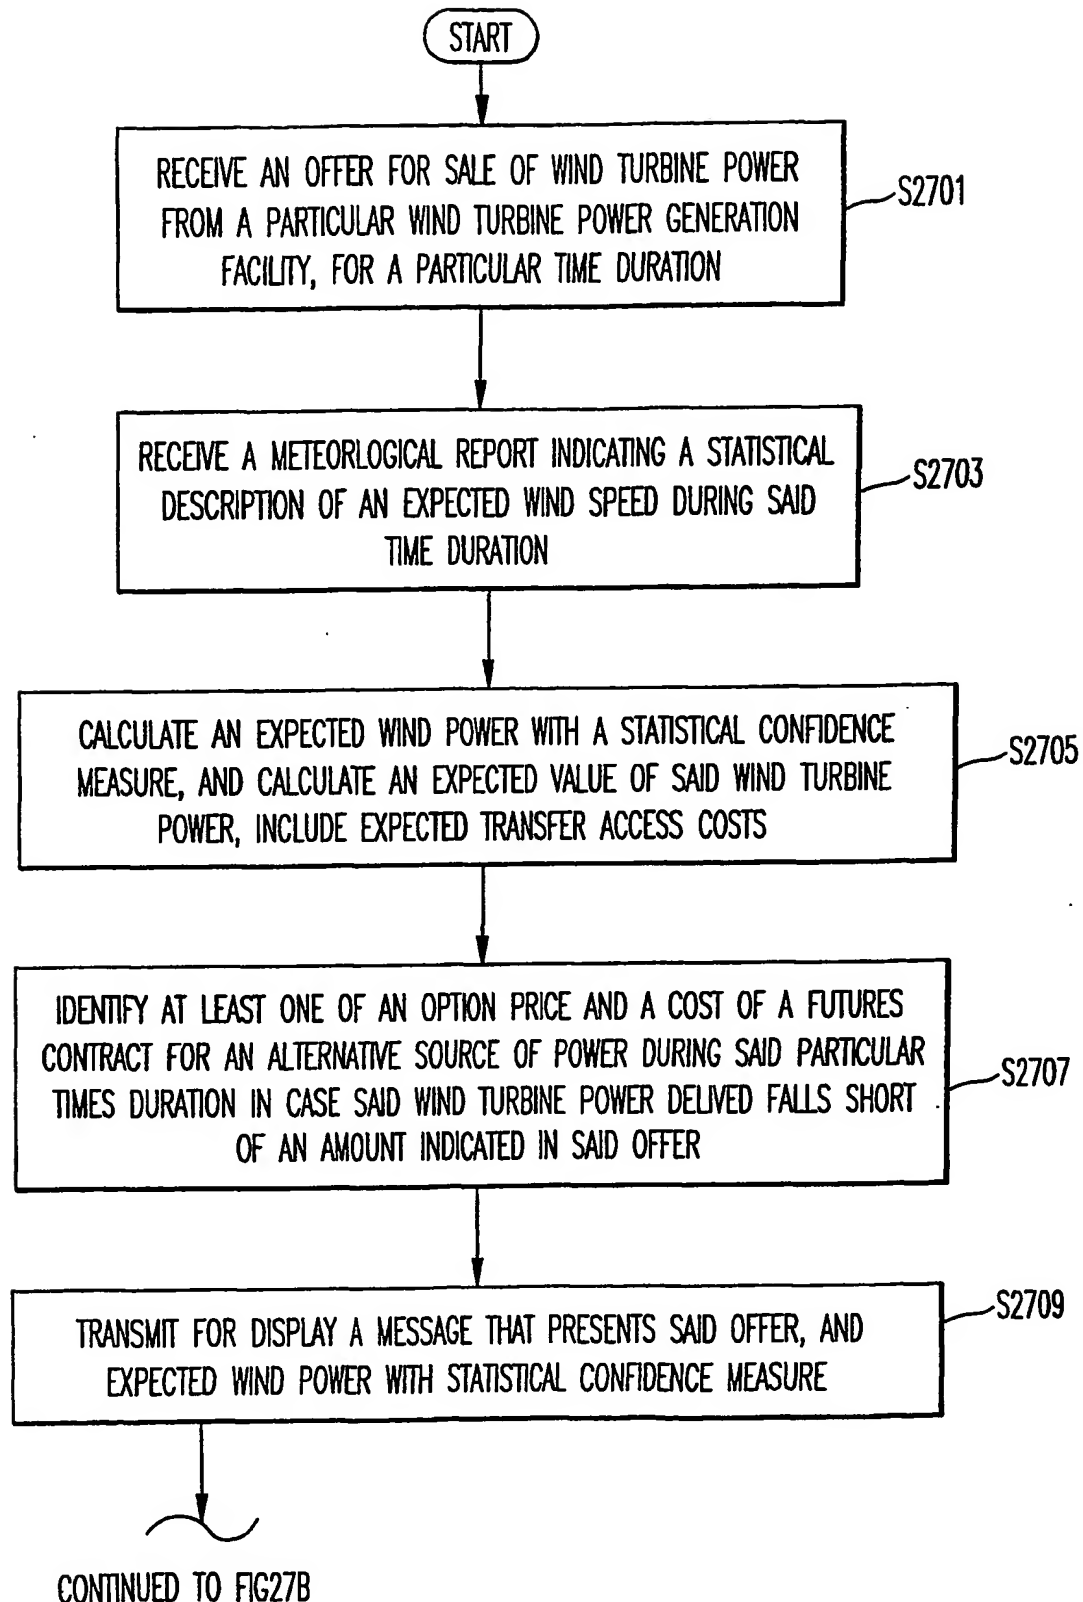 START
RECEIVE AN OFFER FOR SALE OF WIND TURBINE POWER
FROM A PARTICULAR WIND TURBINE POWER GENERATION
FACILITY, FOR A PARTICULAR TIME DURATION
S2701
RECEIVE A METEORLOGICAL REPORT INDICATING A STATISTICAL
DESCRIPTION OF AN EXPECTED WIND SPEED DURING SAID
TIME DURATION
S2703
CALCULATE AN EXPECTED WIND POWER WITH A STATISTICAL CONFIDENCE
MEASURE, AND CALCULATE AN EXPECTED VALUE OF SAID WIND TURBINE
POWER, INCLUDE EXPECTED TRANSFER ACCESS COSTS
S2705
IDENTIFY AT LEAST ONE OF AN OPTION PRICE AND A COST OF A FUTURES
CONTRACT FOR AN ALTERNATIVE SOURCE OF POWER DURING SAID PARTICULAR
TIMES DURATION IN CASE SAID WIND TURBINE POWER DELIVED FALLS SHORT
OF AN AMOUNT INDICATED IN SAID OFFER
S2707
TRANSMIT FOR DISPLAY A MESSAGE THAT PRESENTS SAID OFFER, AND
EXPECTED WIND POWER WITH STATISTICAL CONFIDENCE MEASURE
S2709
CONTINUED TO FIG27B